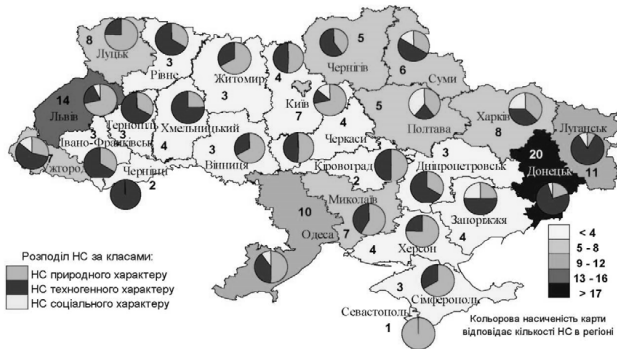 8
Луцьк
3
Рівне
Житомир
3
4
5
Чернігів
6
Суми
14
Львів
Тернопіль
3
Хмельницький
4
Київ
7
4
Черкаси
5
Полтава
Харків
8
Луганськ
11
3
Івано-Франківськ
7
Ужгород
Чернівці
2
3
Вінниця
Кіровоград
2
3
Дніпропетровськ
20
Донецьк
Запоріжжя
4
10
Одеса
Миколаїв
7
Херсон
4
3
Сімферополь
Севастополь
1
Розподіл НС за класами:
НС природного характеру
НС техногенного характеру
НС соціального характеру
< 4
5 - 8
9 - 12
13 - 16
> 17
Кольорова насиченість карти
відповідає кількості НС в регіоні